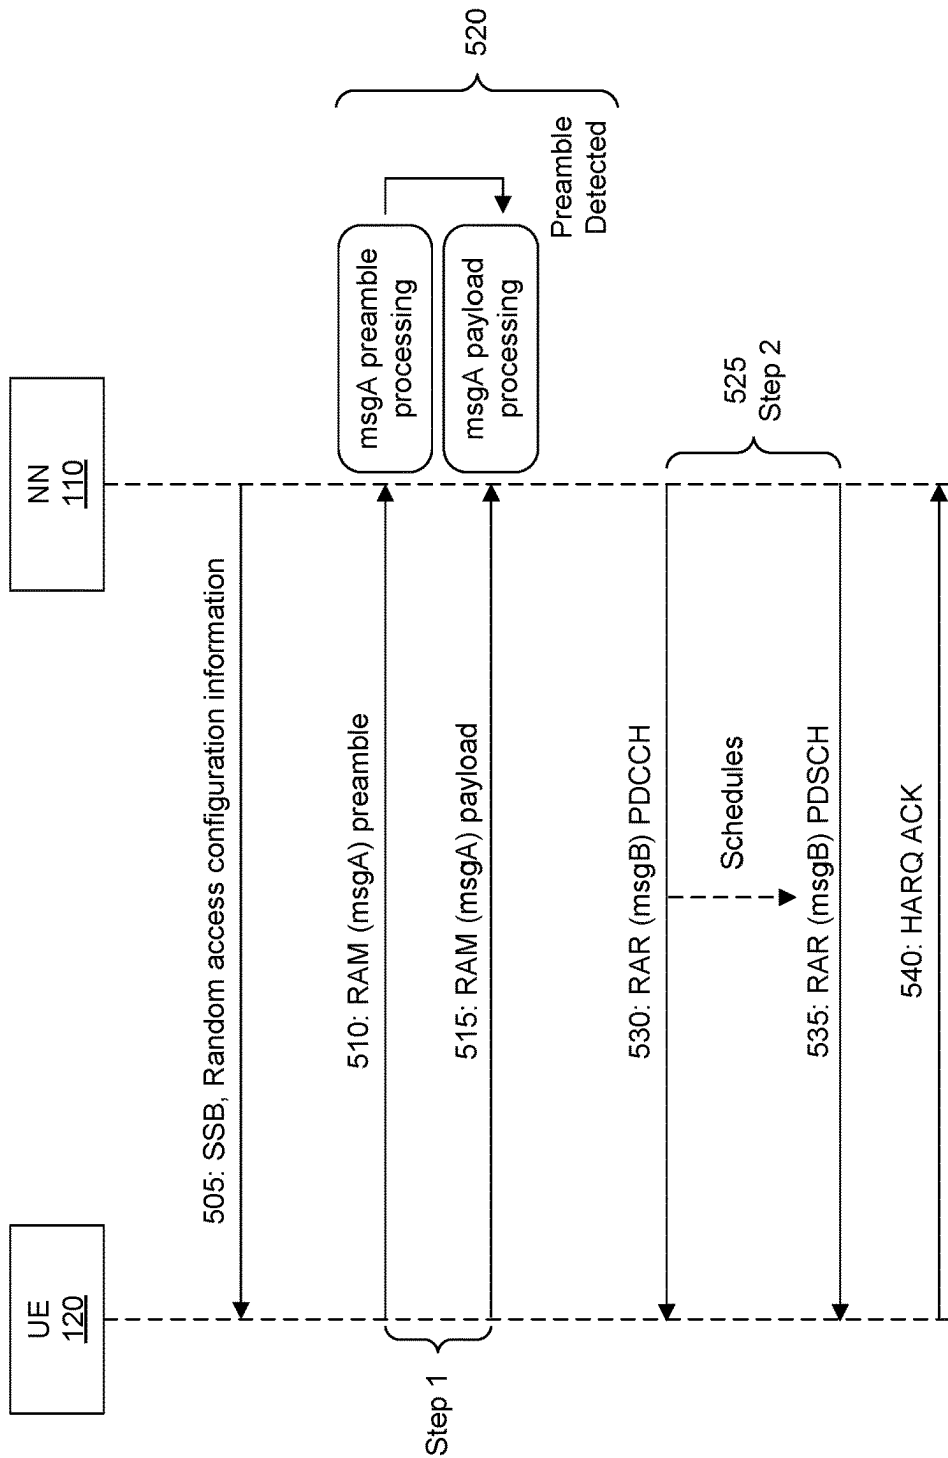 UE
120
NN
110
505: SSB, Random access configuration information
510: RAM (msgA) preamble
515: RAM (msgA) payload
Step 1
msgA preamble
processing
msgA payload
processing
Preamble
Detected
520
530: RAR (msgB) PDCCH
Schedules
535: RAR (msgB) PDSCH
525
Step 2
540: HARQ ACK